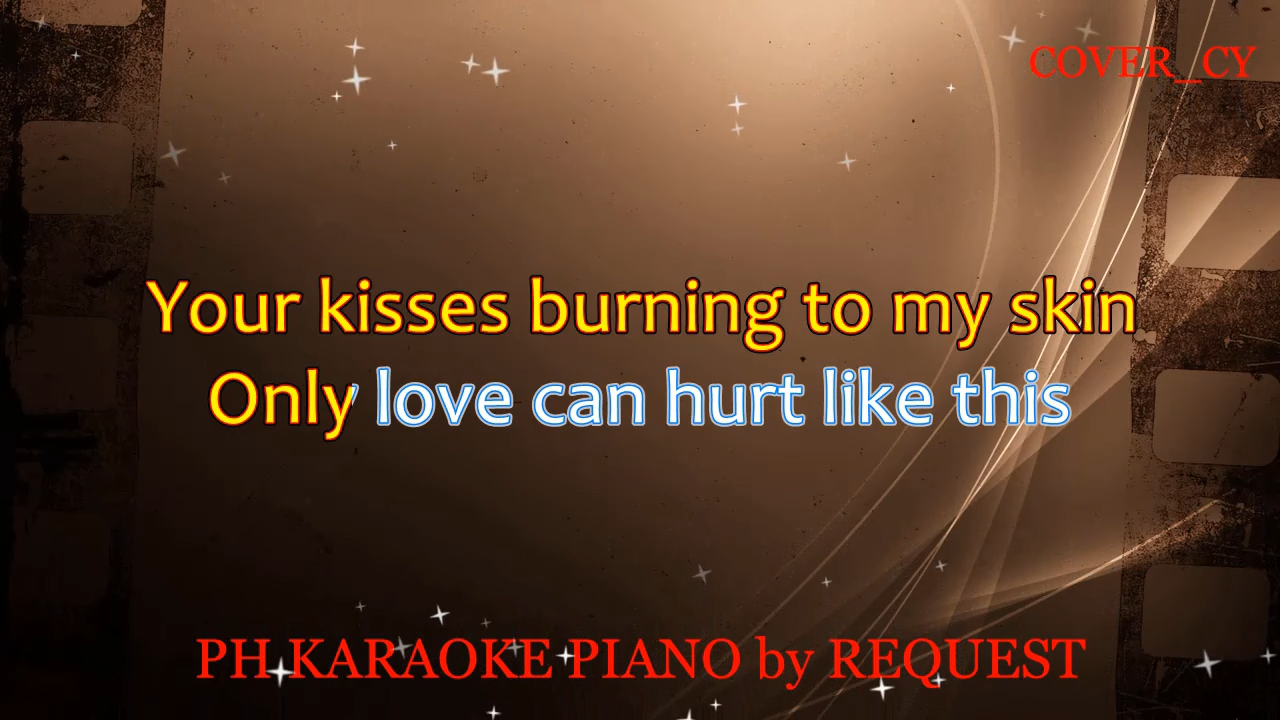 COVER_CY
Your kisses burning to my skin
Only love can hurt like this
PH KARAOKE PIANO by REQUEST